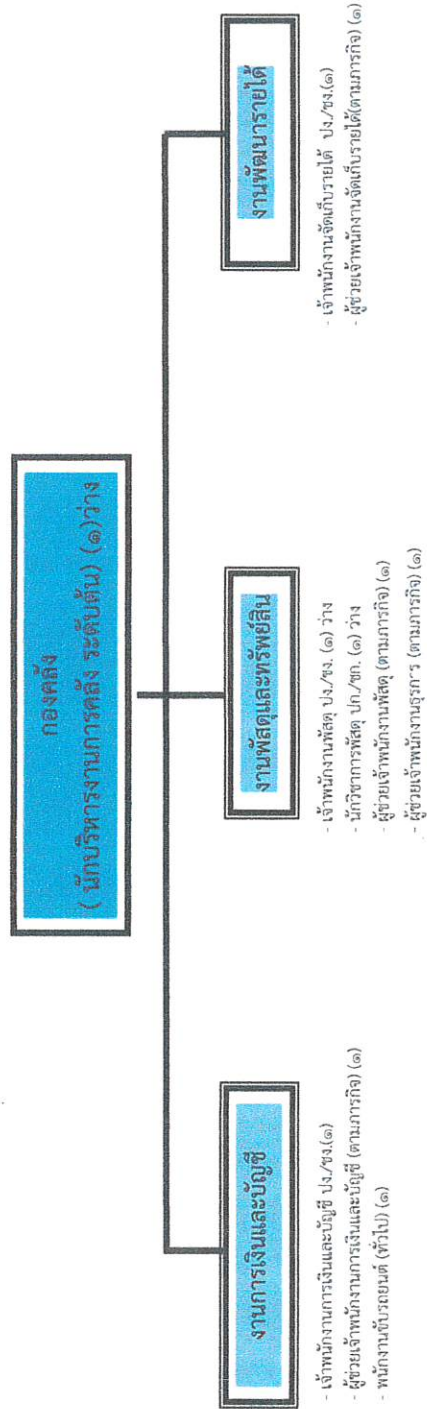 กองคลัง
( นักบริหารงานการคลัง ระดับต้น) (๑)ว่าง
งานการเงินและบัญชี
- เจ้าพนักงานการเงินและบัญชี ปง./ชง.(๑)
- ผู้ช่วยเจ้าพนักงานการเงินและบัญชี (ตามภารกิจ) (๑)
- พนักงานขับรถยนต์ (ทั่วไป) (๑)
งานพัสดุและทรัพย์สิน
- เจ้าพนักงานพัสดุ ปง./ชง. (๑) ว่าง
- นักวิชาการพัสดุ ปก./ชก. (๑) ว่าง
- ผู้ช่วยเจ้าพนักงานพัสดุ (ตามภารกิจ) (๑)
- ผู้ช่วยเจ้าพนักงานธุรการ (ตามภารกิจ) (๑)
งานพัฒนารายได้
- เจ้าพนักงานจัดเก็บรายได้ ปง./ชง.(๑)
- ผู้ช่วยเจ้าพนักงานจัดเก็บรายได้(ตามภารกิจ) (๑)